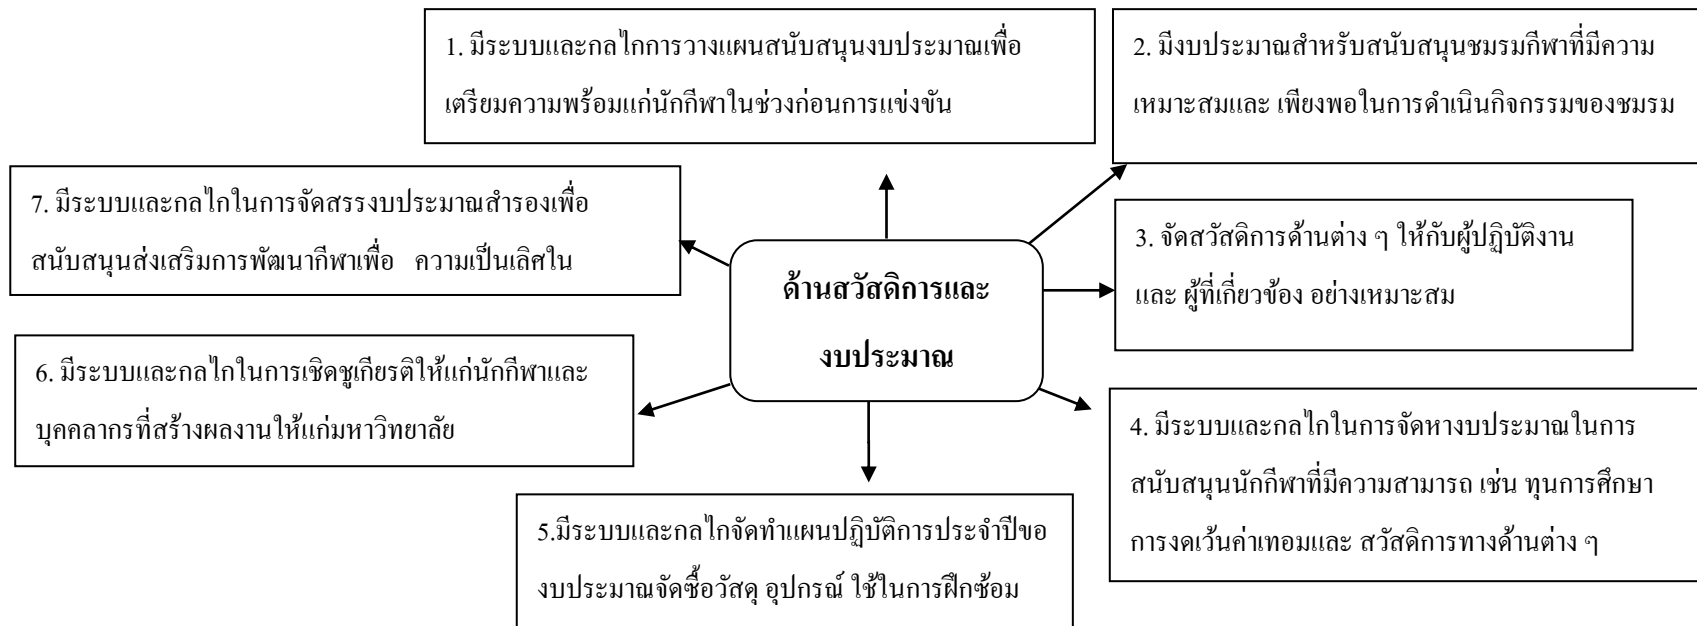 1. มีระบบและกลไกการวางแผนสนับสนุนงบประมาณเพื่อ
เตรียมความพร้อมแก่นักกีฬาในช่วงก่อนการแข่งขัน
2. มีงบประมาณสำหรับสนับสนุนชมรมกีฬาที่มีความ
เหมาะสมและ เพียงพอในการดำเนินกิจกรรมของชมรม
7. มีระบบและกลไกในการจัดสรรงบประมาณสำรองเพื่อ
สนับสนุนส่งเสริมการพัฒนากีฬาเพื่อ ความเป็นเลิศใน
3. จัดสวัสดิการด้านต่าง ๆ ให้กับผู้ปฏิบัติงาน
และ ผู้ที่เกี่ยวข้อง อย่างเหมาะสม
ด้านสวัสดิการและ
งบประมาณ
6. มีระบบและกลไกในการเชิดชูเกียรติให้แก่นักกีฬาและ
บุคคลากรที่สร้างผลงานให้แก่มหาวิทยาลัย
4. มีระบบและกลไกในการจัดหางบประมาณในการ
สนับสนุนนักกีฬาที่มีความสามารถ เช่น ทุนการศึกษา
การงดเว้นค่าเทอมและ สวัสดิการทางด้านต่าง ๆ
5.มีระบบและกลไกจัดทำแผนปฏิบัติการประจำปีขอ
งบประมาณจัดซื้อวัสดุ อุปกรณ์ ใช้ในการฝึกซ้อม